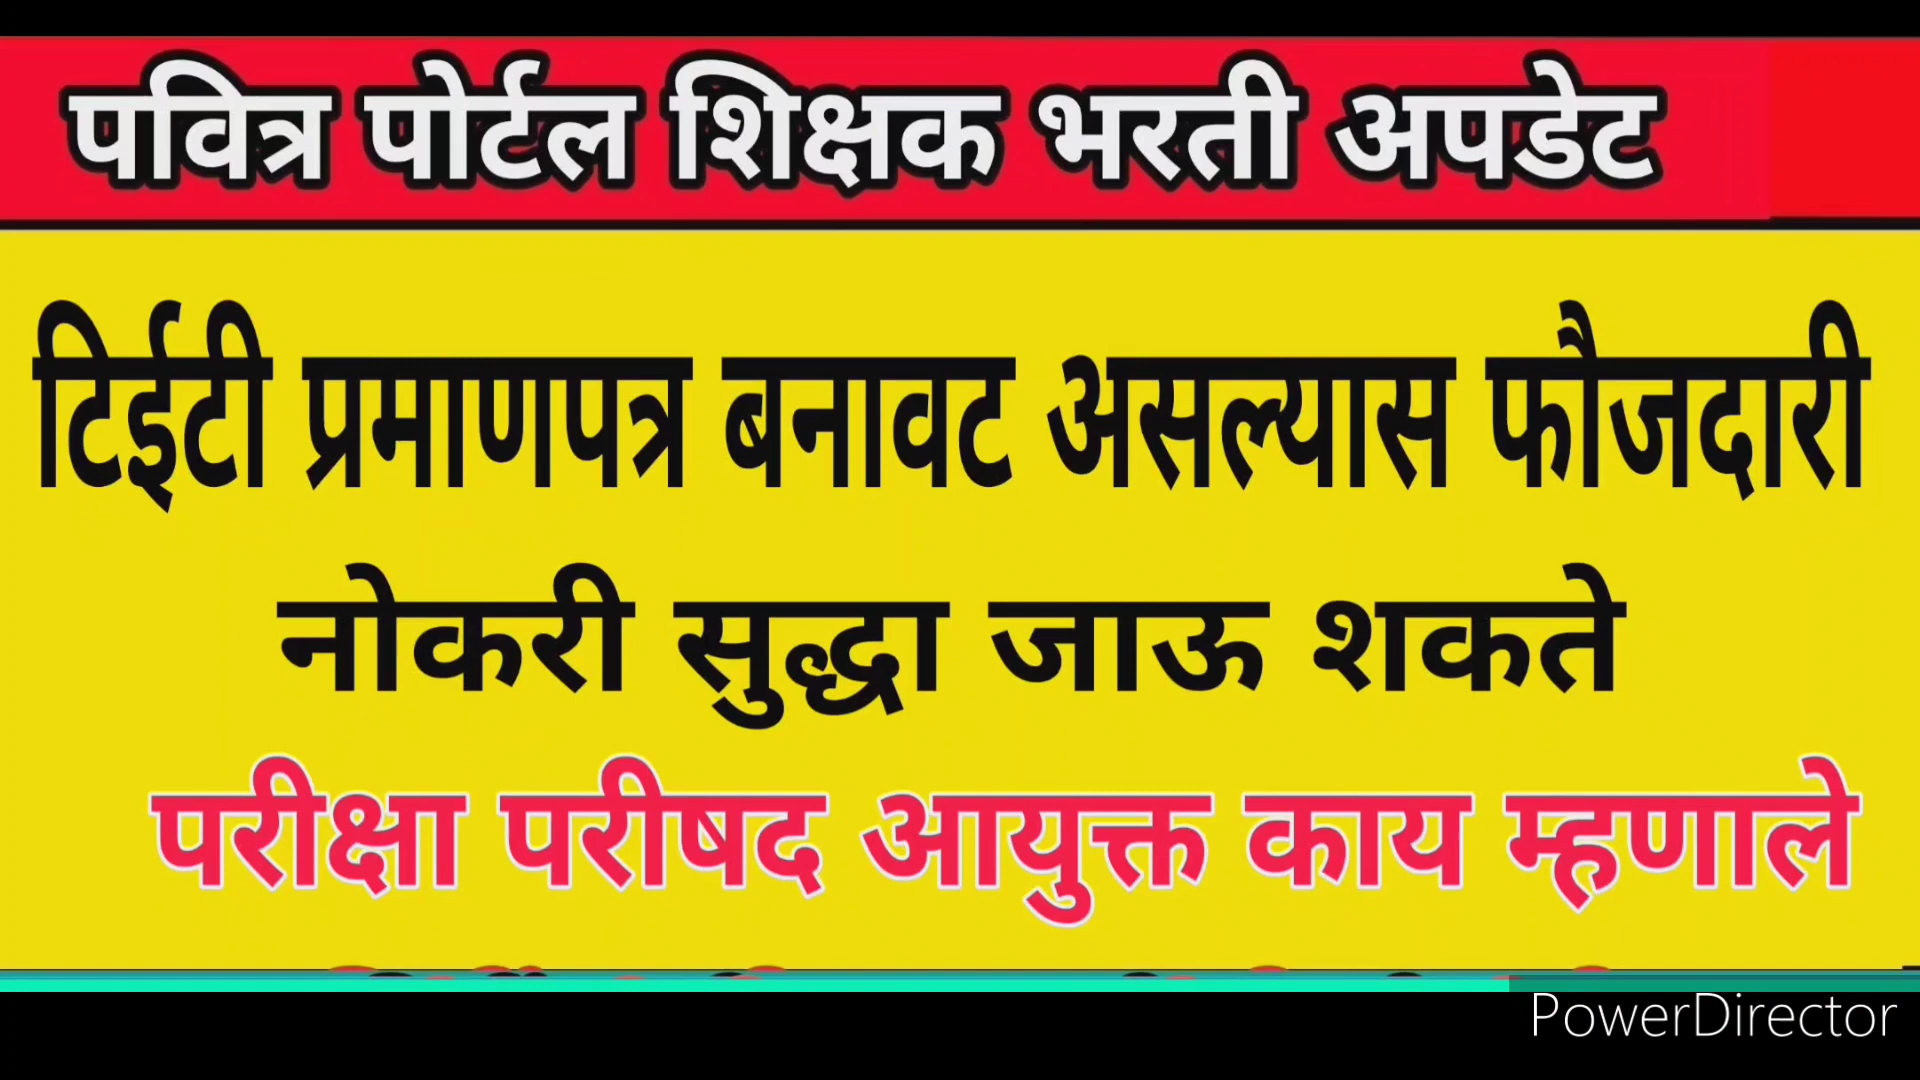 पवित्र पोर्टल शिक्षक भरती अपडेट
टिईटी प्रमाणपत्र बनावट असल्यास फौजदारी
नोकरी सुद्धा जाऊ शकते
परीक्षा परीषद आयुक्त काय म्हणाले
PowerDirector